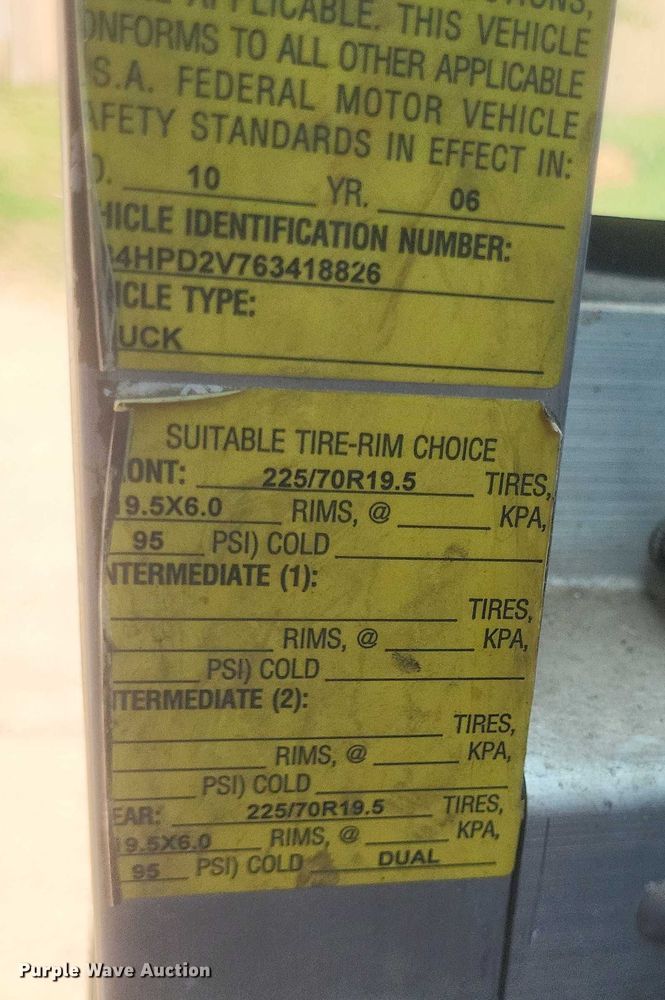 APPLICABLE. THIS VEHICLE
ONFORMS TO ALL OTHER APPLICABLE
S.A. FEDERAL MOTOR VEHICLE
AFETY STANDARDS IN EFFECT IN:
O. 10 YR. 06
HICLE IDENTIFICATION NUMBER:
4HPD2V763418826
ICLE TYPE:
UCK
SUITABLE TIRE-RIM CHOICE
ONT: 225/70R19.5 TIRES,
19.5X6.0 RIMS, @ KPA,
95 PSI) COLD
NTERMEDIATE (1):
TIRES,
RIMS, @ KPA,
PSI) COLD
NTERMEDIATE (2):
TIRES,
RIMS, @ KPA,
PSI) COLD
EAR: 225/70R19.5 TIRES,
19.5X6.0 RIMS, @ KPA,
95 PSI) COLD DUAL
Purple Wave Auction